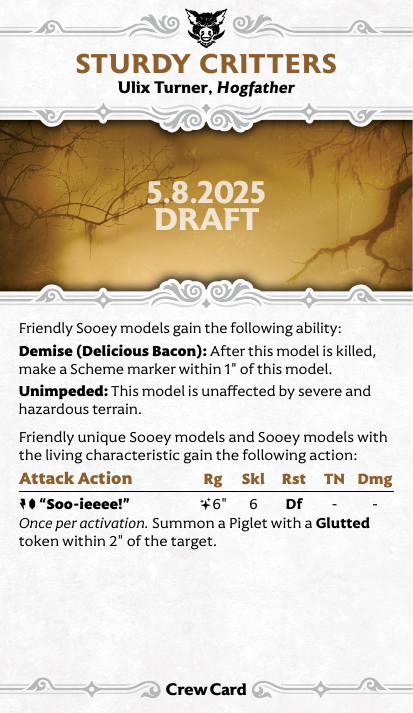 STURDY CRITTERS
Ulix Turner, Hogfather
5.8.2025
DRAFT
Friendly Sooey models gain the following ability:
Demise (Delicious Bacon): After this model is killed,
make a Scheme marker within 1" of this model.
Unimpeded: This model is unaffected by severe and
hazardous terrain.
Friendly unique Sooey models and Sooey models with
the living characteristic gain the following action:
Attack Action Rg Skl Rst TN Dmg
“Soo-ieeee!” 6" 6 Df - -
Once per activation. Summon a Piglet with a Glutted
token within 2" of the target.
Crew Card